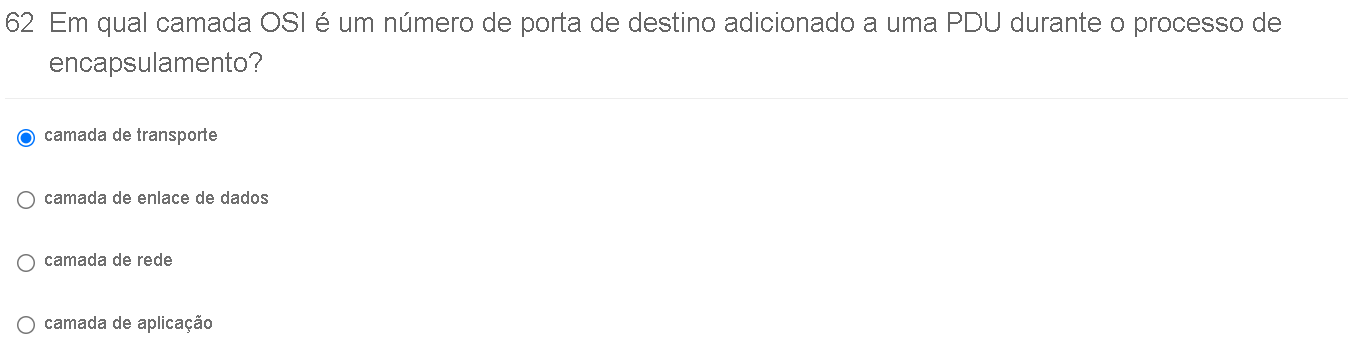 62 Em qual camada OSI é um número de porta de destino adicionado a uma PDU durante o processo de
encapsulamento?
camada de transporte
camada de enlace de dados
camada de rede
camada de aplicação